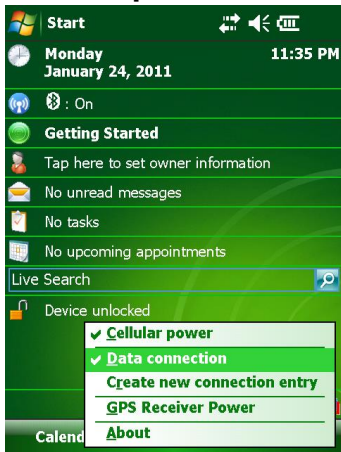 Start
Monday
January 24, 2011
11:35 PM
: On
Getting Started
Tap here to set owner information
No unread messages
No tasks
No upcoming appointments
Live Search
Device unlocked
Cellular power
Data connection
Create new connection entry
GPS Receiver Power
About
Calend